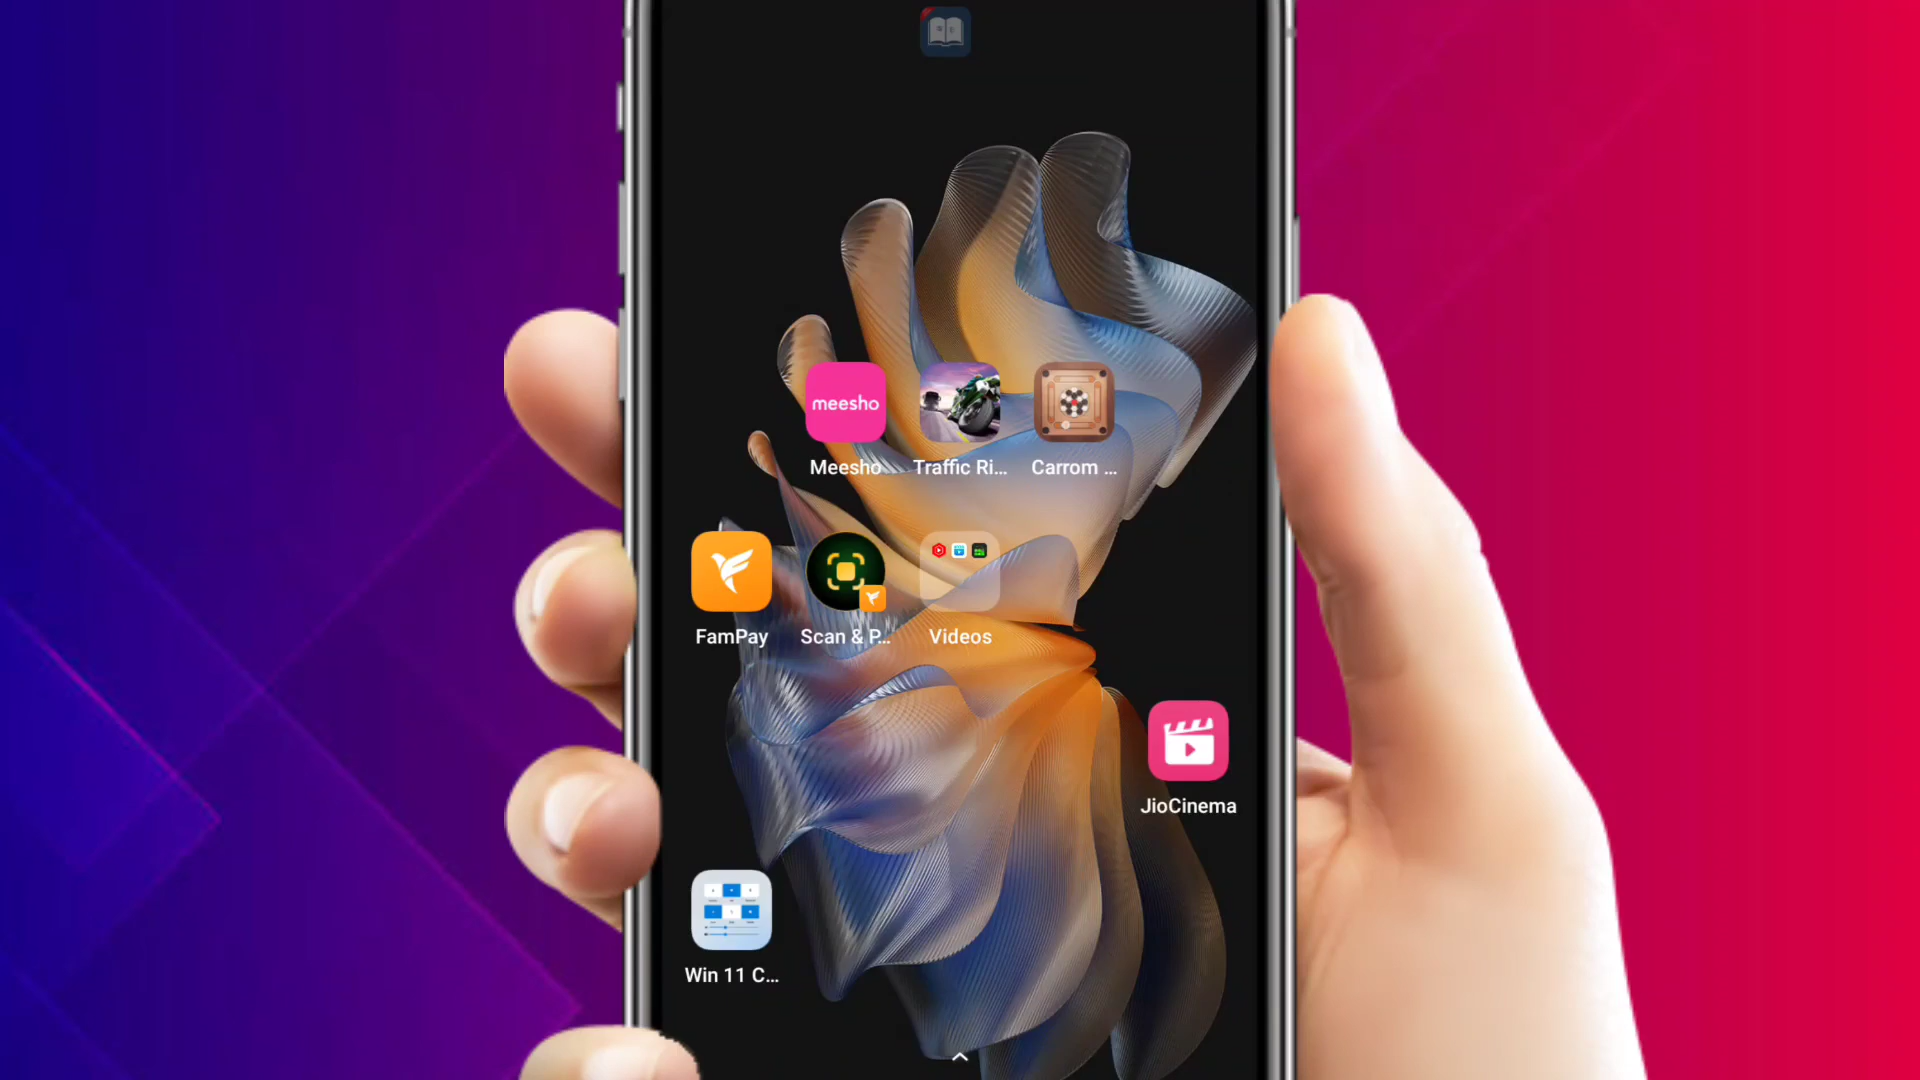 meesho
Meesho
Traffic Ri...
Carrom ...
FamPay
Scan & P...
Videos
JioCinema
Win 11 C...